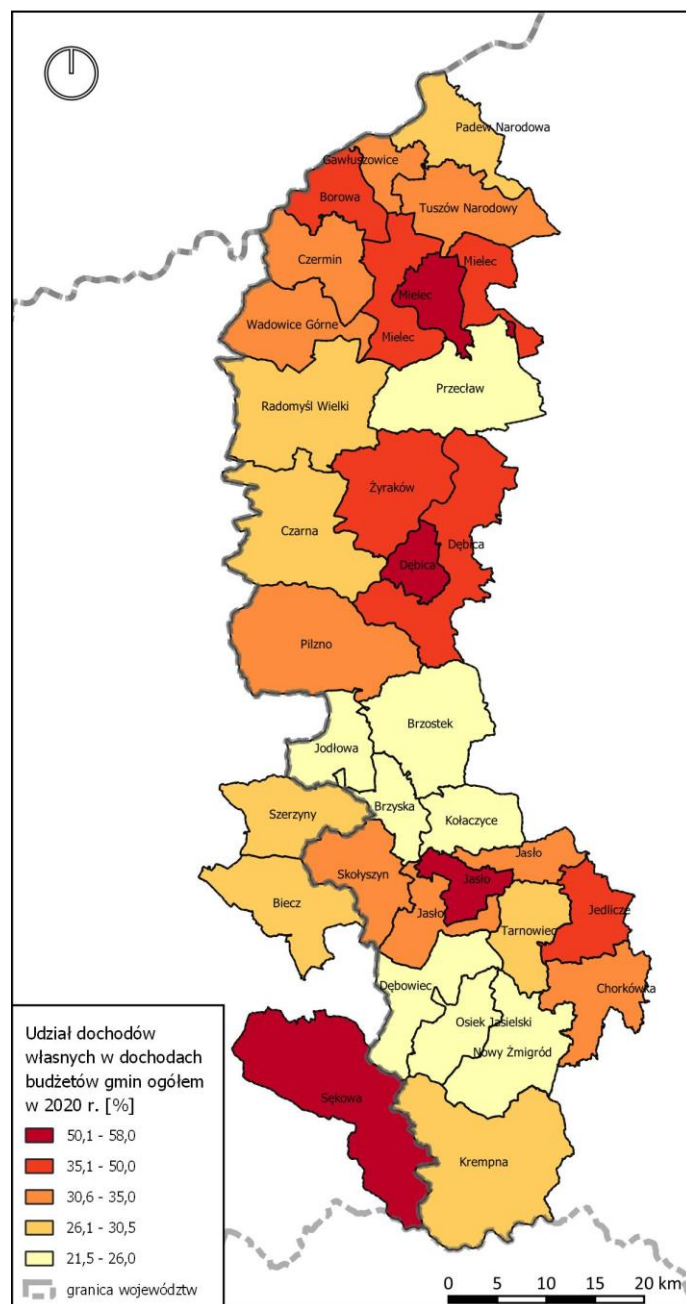 Padew Narodowa
Gawłuszowice
Borowa
Tuszów Narodowy
Czermin
Mielec
Mielec
Wadowice Górne
Mielec
Przecław
Radomyśl Wielki
Żyraków
Czarna
Dębica
Dębica
Pilzno
Brzostek
Jodłowa
Brzyska
Szerzyny
Kołaczyce
Jasło
Skołyszyn
Jasło
Jedlicze
Biecz
Jasło
Tarnowiec
Dębowiec
Chorkówka
Osiek Jasielski
Nowy Żmigród
Sękowa
Krempna
Udział dochodów
własnych w dochodach
budżetów gmin ogółem
w 2020 r. [%]
50,1 - 58,0
35,1 - 50,0
30,6 - 35,0
26,1 - 30,5
21,5 - 26,0
granica województw
0 5 10 15 20 km